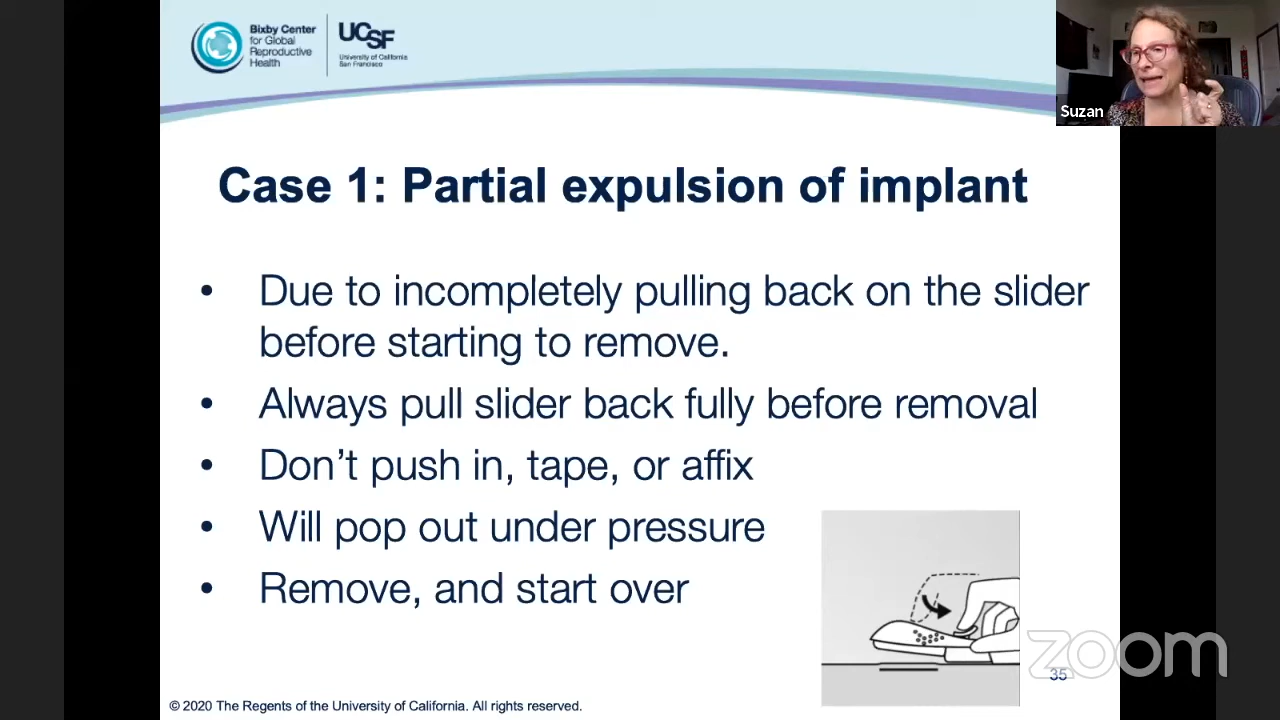 Bixby Center
for Global
Reproductive
Health
UCSF
University of California
San Francisco
Suzan
Case 1: Partial expulsion of implant
• Due to incompletely pulling back on the slider
before starting to remove.
• Always pull slider back fully before removal
• Don't push in, tape, or affix
• Will pop out under pressure
• Remove, and start over
zoom
35
© 2020 The Regents of the University of California. All rights reserved.